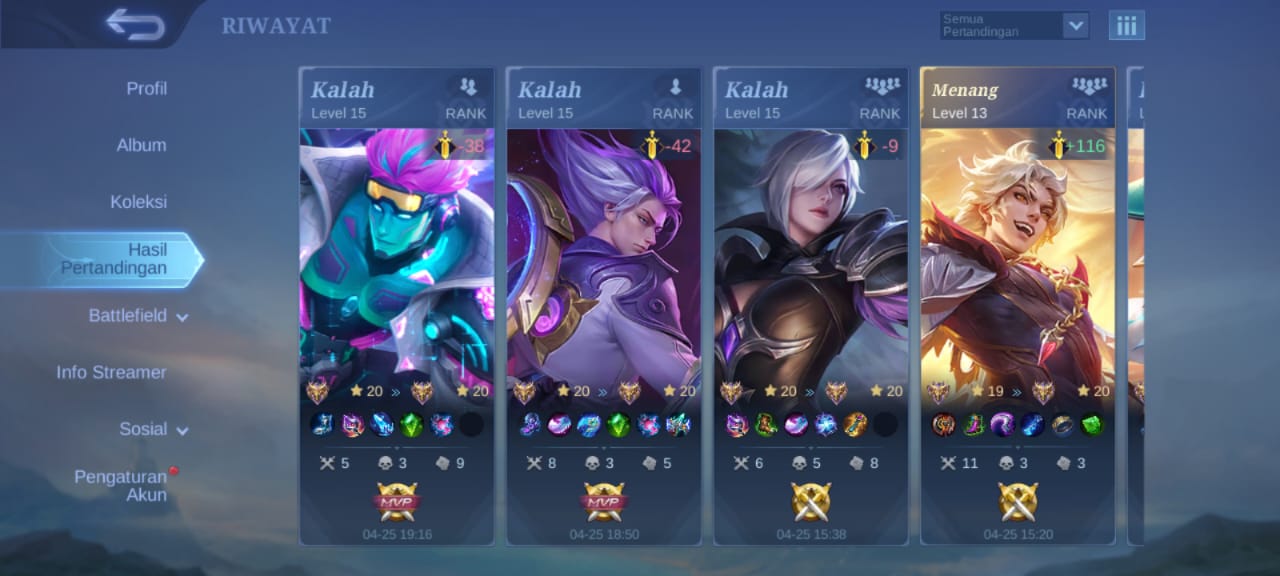 RIWAYAT
Semua
Pertandingan
Profil
Album
Koleksi
Hasil
Pertandingan
Battlefield
Info Streamer
Sosial
Pengaturan
Akun
Kalah
Level 15
RANK
-38
20 » 20
5 3 9
MVP
04-25 19:16
Kalah
Level 15
RANK
-42
20 » 20
8 3 5
MVP
04-25 18:50
Kalah
Level 15
RANK
-9
20 » 20
6 5 8
04-25 15:38
Menang
Level 13
RANK
+116
19 » 20
11 3 3
04-25 15:20